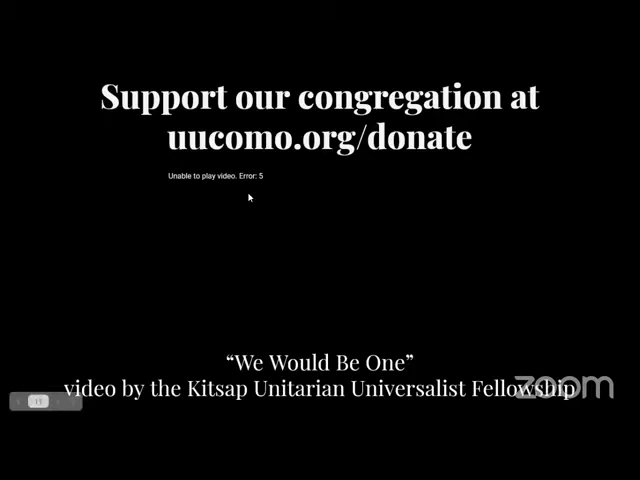 Support our congregation at
uucomo.org/donate
Unable to play video. Error: 5
“We Would Be One”
video by the Kitsap Unitarian Universalist Fellowship
zoom